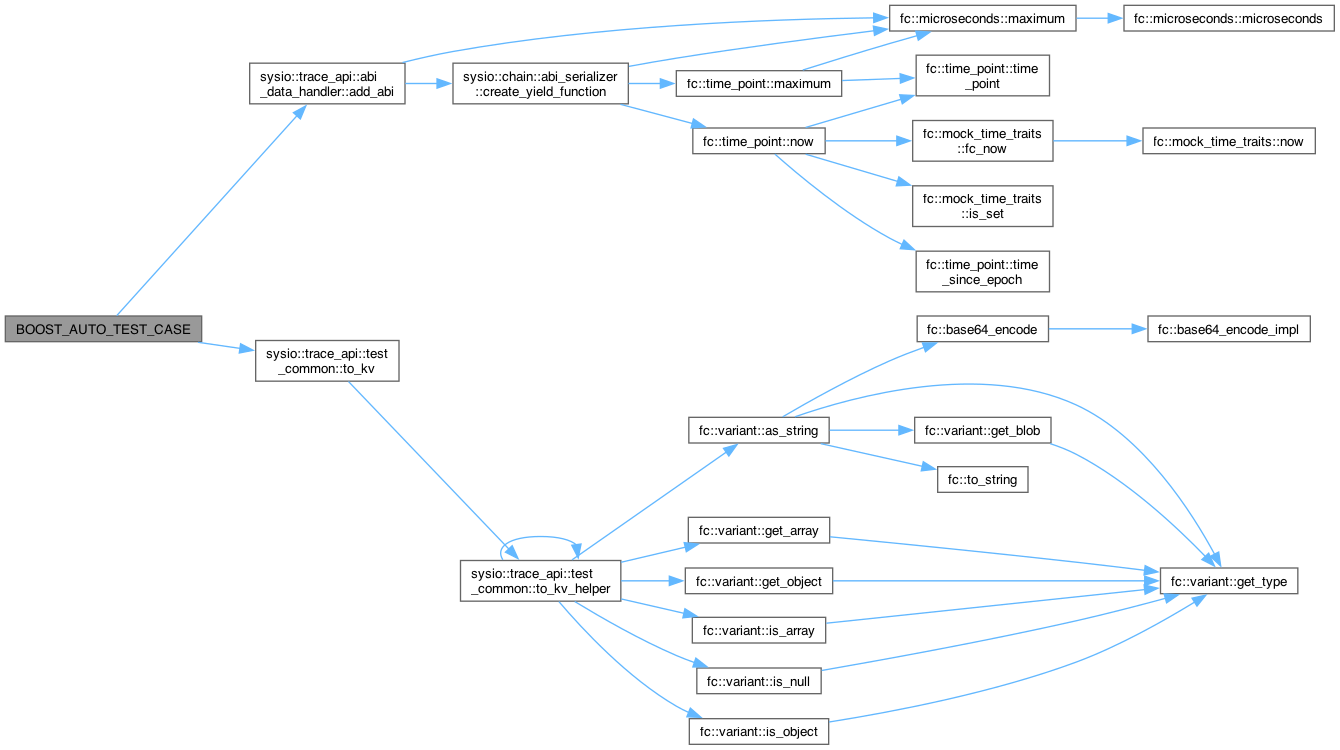 BOOST_AUTO_TEST_CASE
sysio::trace_api::abi
_data_handler::add_abi
sysio::chain::abi_serializer
::create_yield_function
fc::microseconds::maximum
fc::microseconds::microseconds
fc::time_point::maximum
fc::time_point::time
_point
fc::time_point::now
fc::mock_time_traits
::fc_now
fc::mock_time_traits::now
fc::mock_time_traits
::is_set
fc::time_point::time
_since_epoch
sysio::trace_api::test
_common::to_kv
sysio::trace_api::test
_common::to_kv_helper
fc::variant::as_string
fc::base64_encode
fc::base64_encode_impl
fc::variant::get_blob
fc::to_string
fc::variant::get_array
fc::variant::get_object
fc::variant::is_array
fc::variant::is_null
fc::variant::is_object
fc::variant::get_type